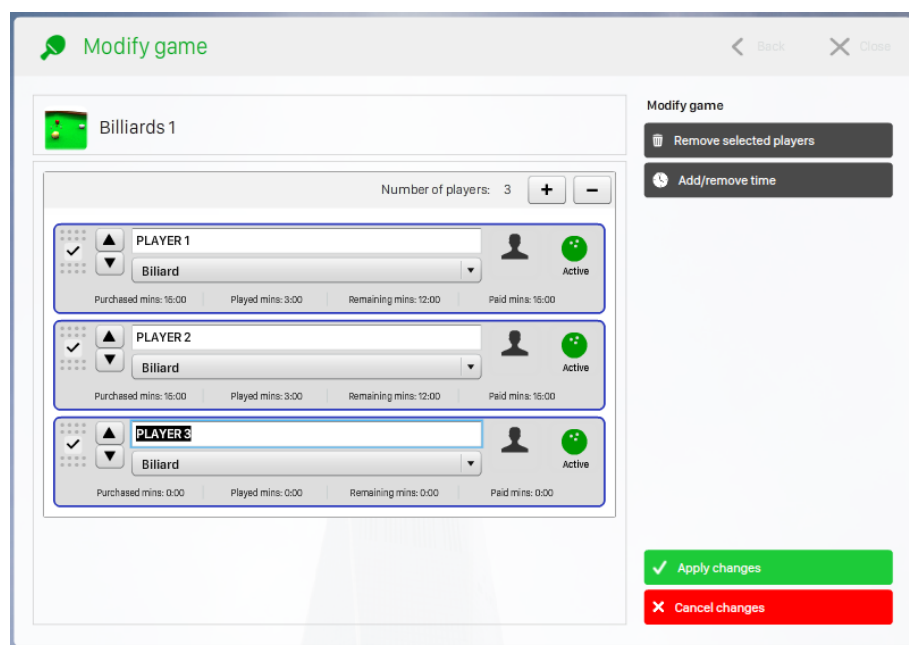 Modify game
Back
Close
Billiards 1
Number of players: 3
PLAYER 1
Biliard
Active
Purchased mins: 15:00 Played mins: 3:00 Remaining mins: 12:00 Paid mins: 15:00
PLAYER 2
Biliard
Active
Purchased mins: 15:00 Played mins: 3:00 Remaining mins: 12:00 Paid mins: 15:00
PLAYER 3
Biliard
Active
Purchased mins: 0:00 Played mins: 0:00 Remaining mins: 0:00 Paid mins: 0:00
Modify game
Remove selected players
Add/remove time
Apply changes
Cancel changes